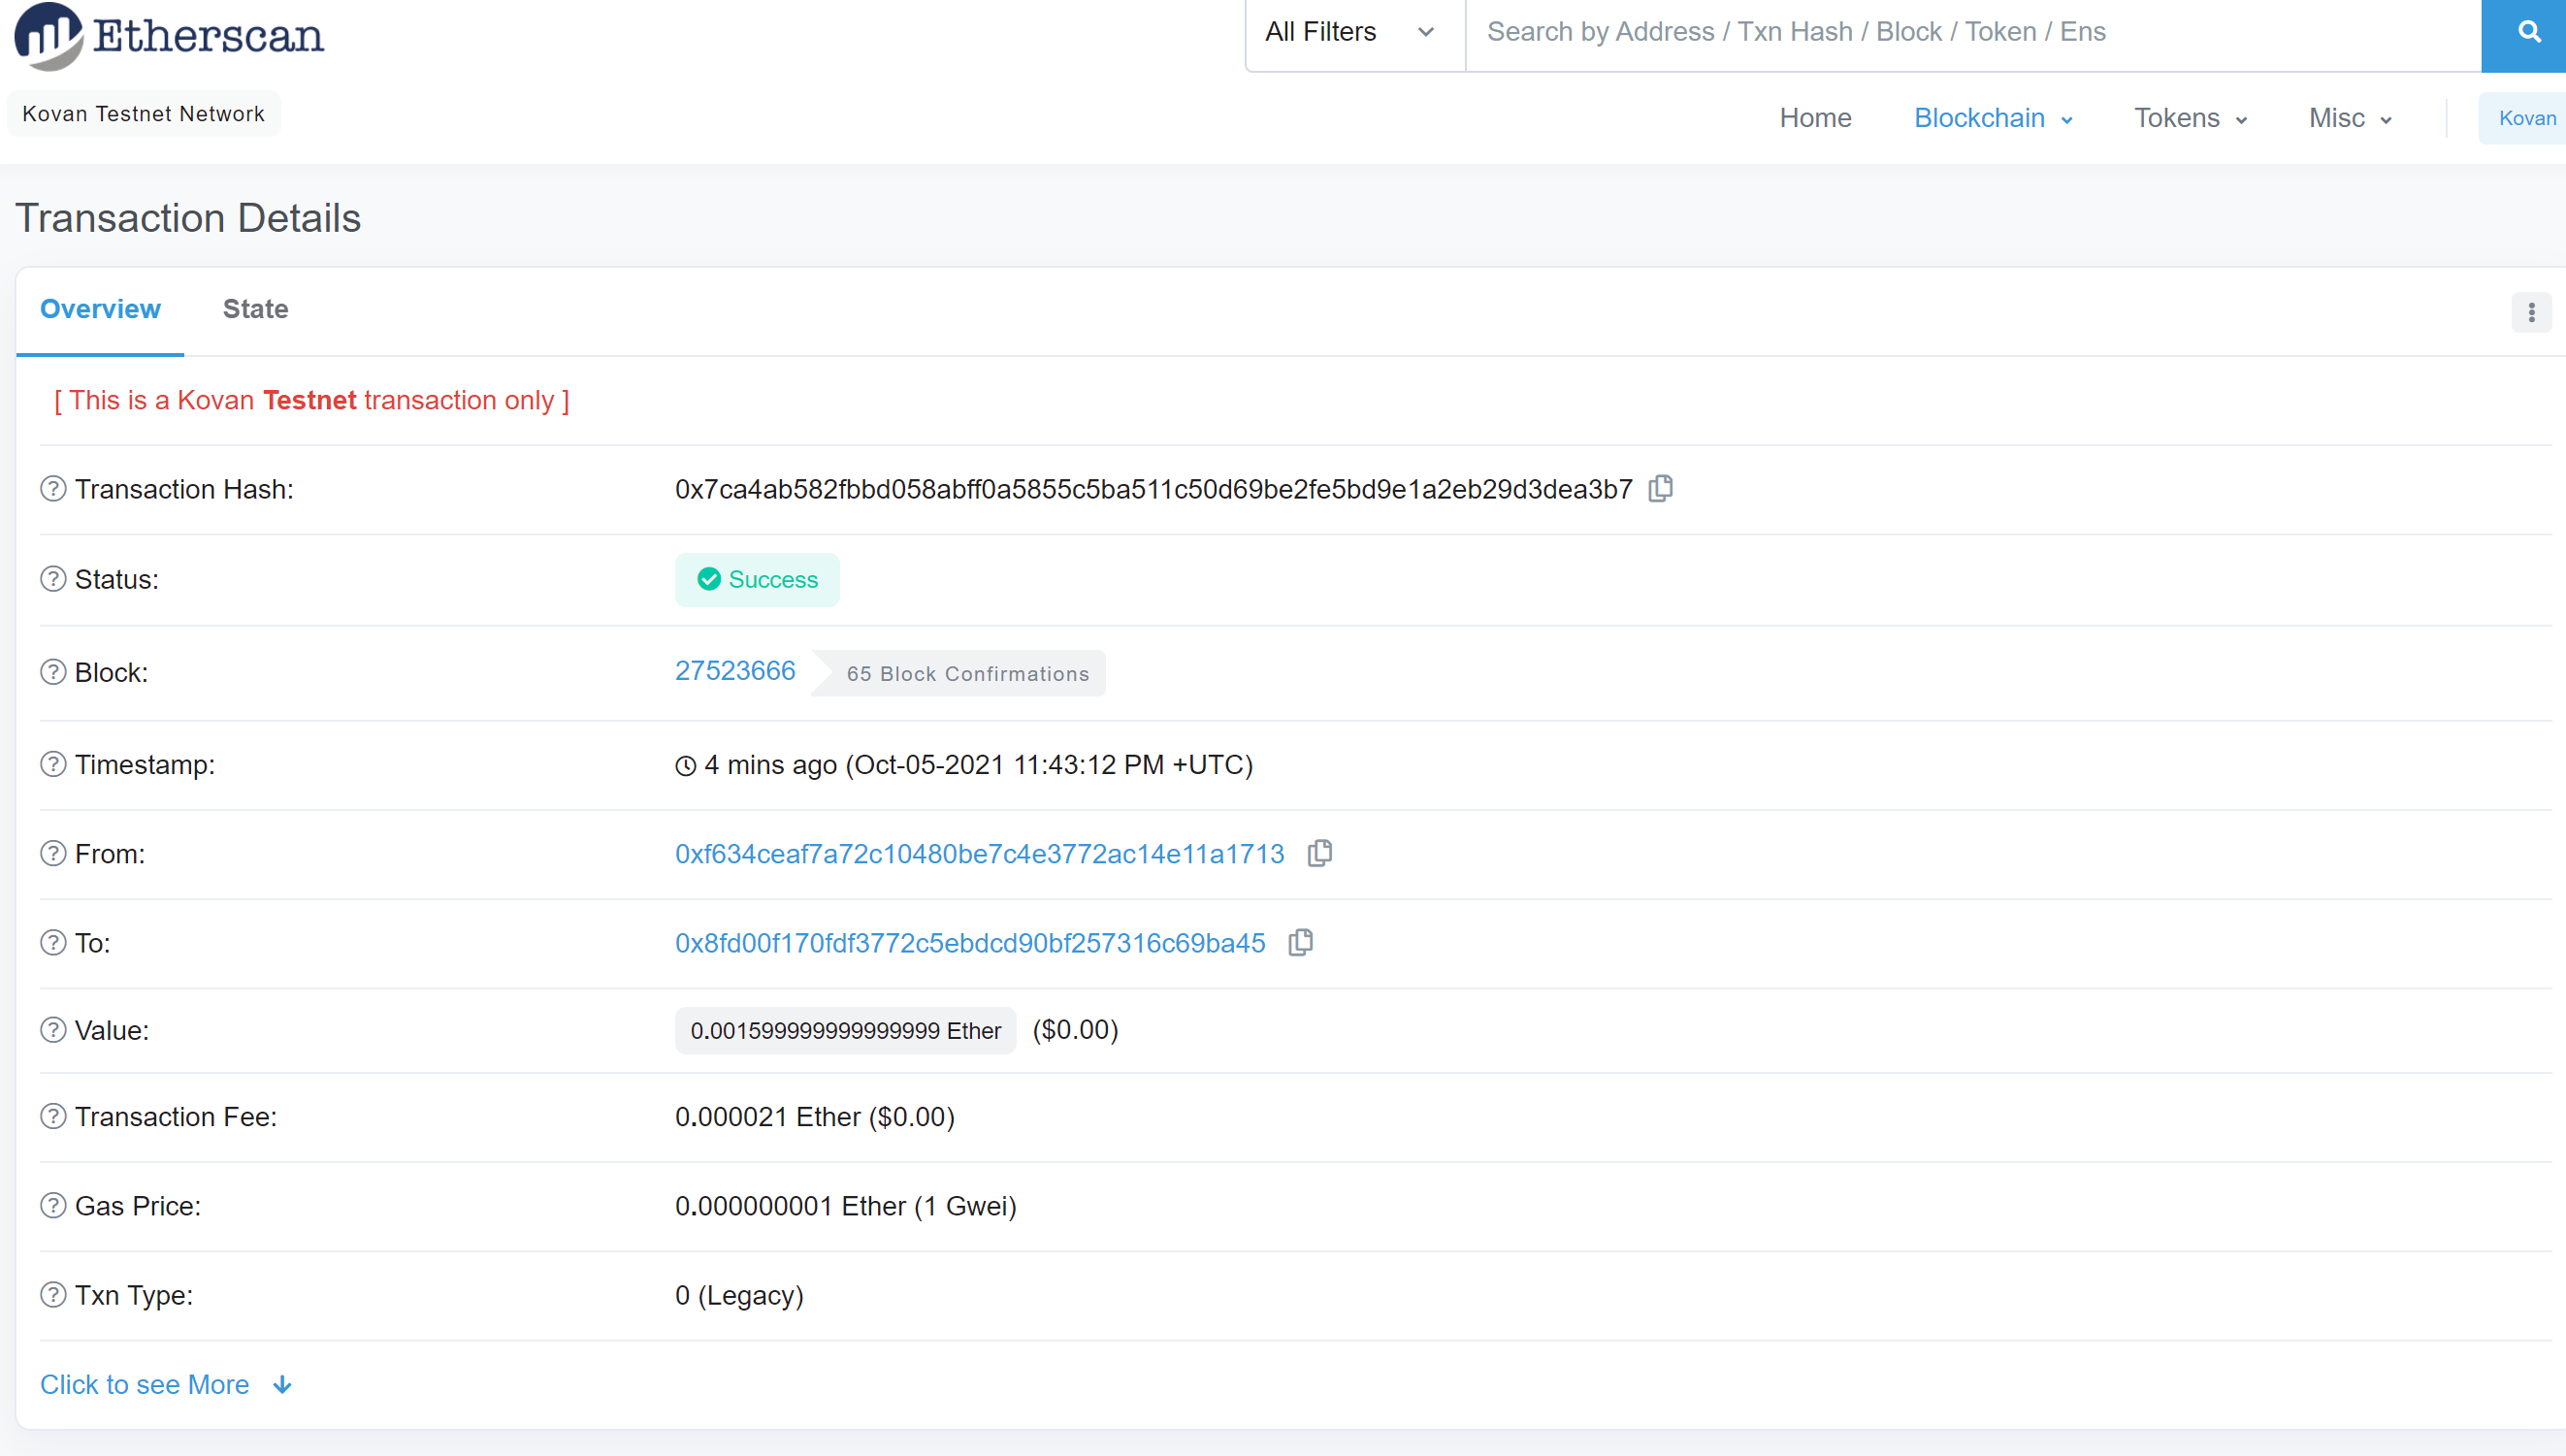 Etherscan
All Filters
Search by Address / Txn Hash / Block / Token / Ens
Kovan Testnet Network
Home Blockchain Tokens Misc Kovan
Transaction Details
Overview State
[ This is a Kovan Testnet transaction only ]
Transaction Hash: 0x7ca4ab582fbbd058abff0a5855c5ba511c50d69be2fe5bd9e1a2eb29d3dea3b7
Status: Success
Block: 27523666 65 Block Confirmations
Timestamp: 4 mins ago (Oct-05-2021 11:43:12 PM +UTC)
From: 0xf634ceaf7a72c10480be7c4e3772ac14e11a1713
To: 0x8fd00f170fdf3772c5ebdcd90bf257316c69ba45
Value: 0.001599999999999999 Ether ($0.00)
Transaction Fee: 0.000021 Ether ($0.00)
Gas Price: 0.000000001 Ether (1 Gwei)
Txn Type: 0 (Legacy)
Click to see More